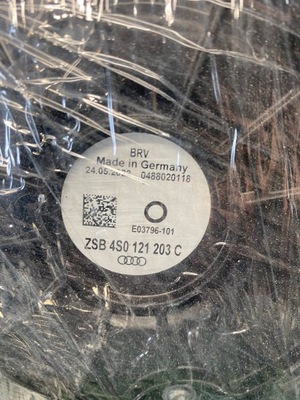 BRV
Made in Germany
0488020118
E03796-101
ZSB 4S0 121 203 C